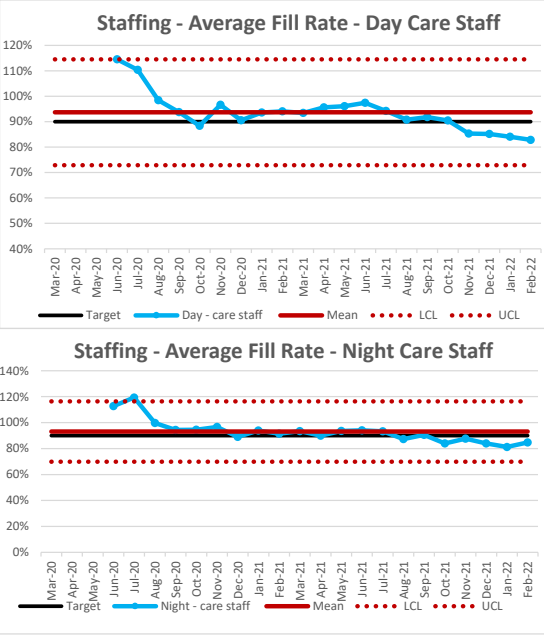 Staffing - Average Fill Rate - Day Care Staff
120%
110%
100%
90%
80%
70%
60%
50%
40%
Mar-20 Apr-20 May-20 Jun-20 Jul-20 Aug-20 Sep-20 Oct-20 Nov-20 Dec-20 Jan-21 Feb-21 Mar-21 Apr-21 May-21 Jun-21 Jul-21 Aug-21 Sep-21 Oct-21 Nov-21 Dec-21 Jan-22 Feb-22
Target Day - care staff Mean LCL UCL
Staffing - Average Fill Rate - Night Care Staff
140%
120%
100%
80%
60%
40%
20%
0%
Mar-20 Apr-20 May-20 Jun-20 Jul-20 Aug-20 Sep-20 Oct-20 Nov-20 Dec-20 Jan-21 Feb-21 Mar-21 Apr-21 May-21 Jun-21 Jul-21 Aug-21 Sep-21 Oct-21 Nov-21 Dec-21 Jan-22 Feb-22
Target Night - care staff Mean LCL UCL